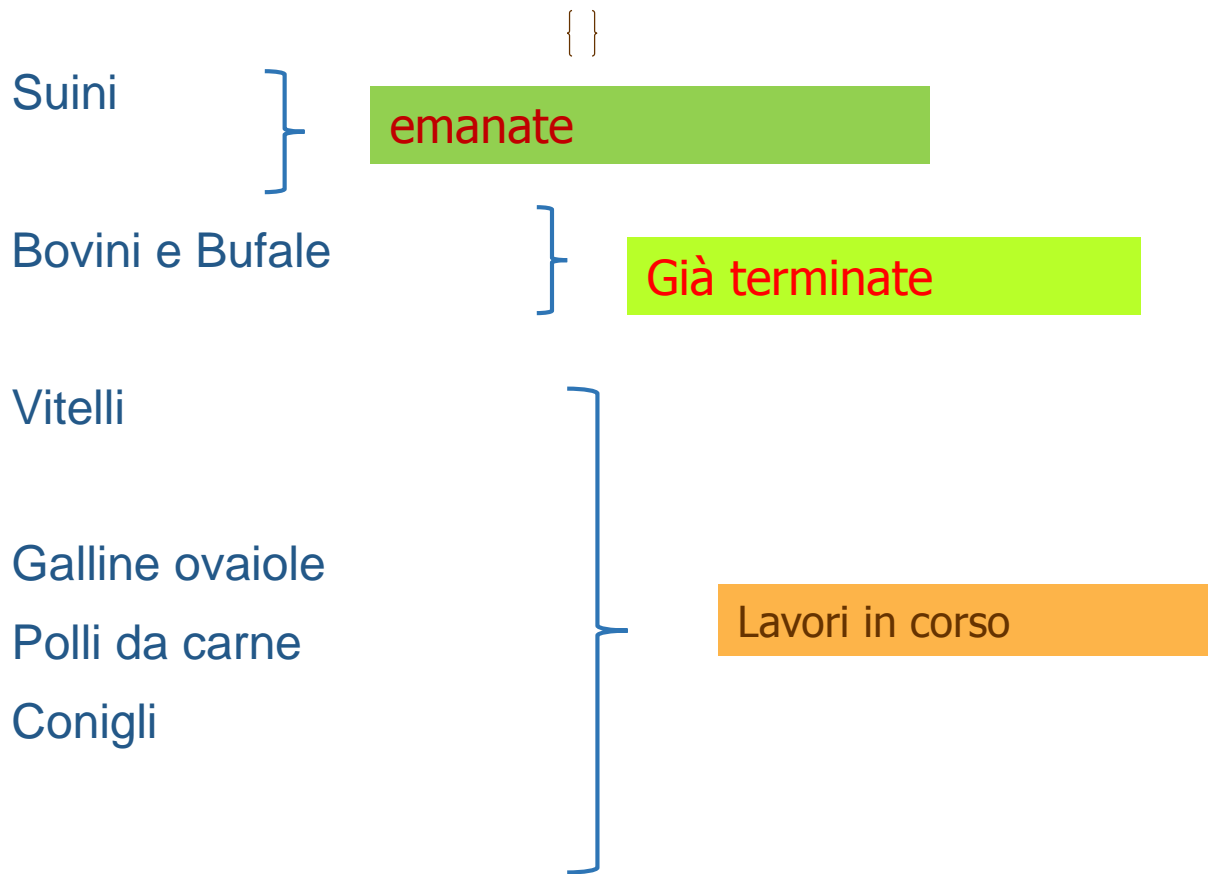 { }
Suini
emanate
Bovini e Bufale
Già terminate
Vitelli
Galline ovaiole
Polli da carne
Lavori in corso
Conigli